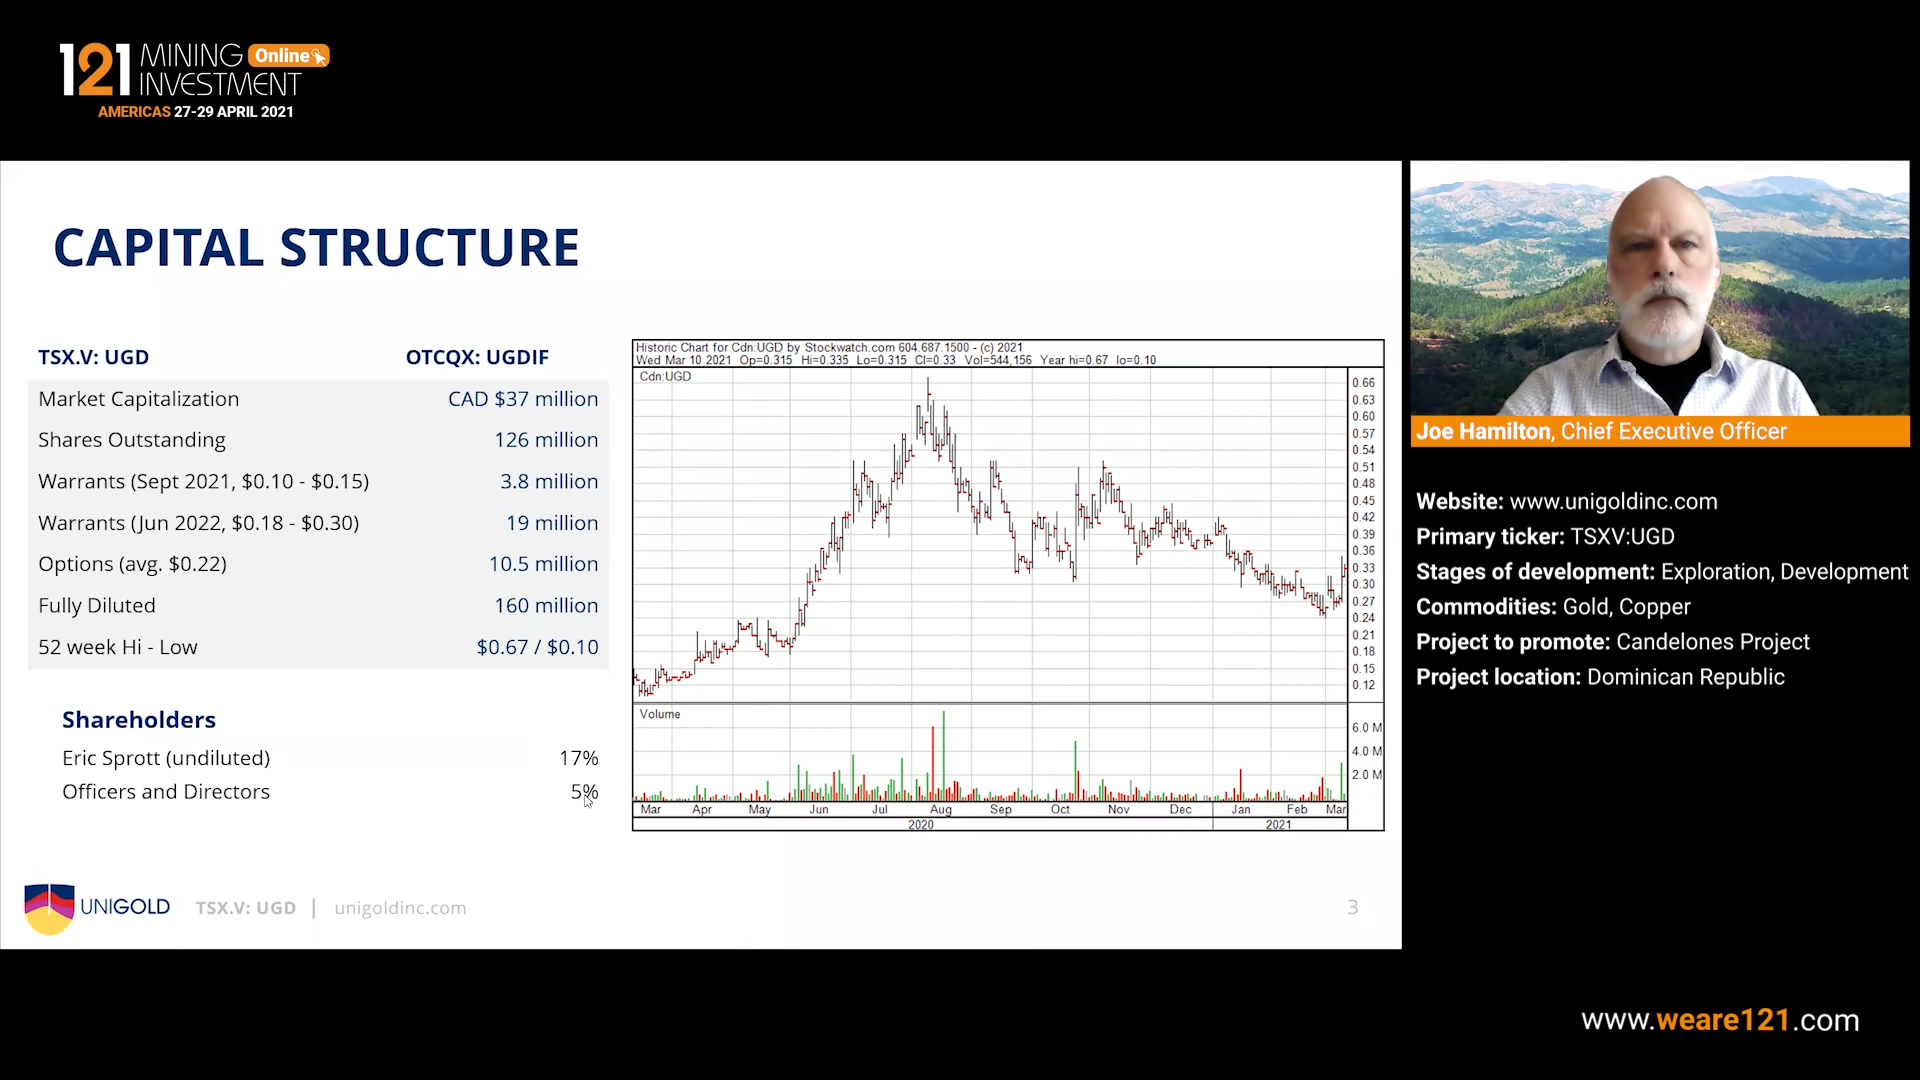 121 MINING Online
INVESTMENT
AMERICAS 27-29 APRIL 2021
CAPITAL STRUCTURE
TSX.V: UGD OTCQX: UGDIF
Market Capitalization CAD $37 million
Shares Outstanding 126 million
Warrants (Sept 2021, $0.10 - $0.15) 3.8 million
Warrants (Jun 2022, $0.18 - $0.30) 19 million
Options (avg. $0.22) 10.5 million
Fully Diluted 160 million
52 week Hi - Low $0.67 / $0.10
Shareholders
Eric Sprott (undiluted) 17%
Officers and Directors 5%
Historic Chart for Cdn:UGD by Stockwatch.com 604.687.1500 - (c) 2021
Wed Mar 10 2021 Op=0.315 Hi=0.335 Lo=0.315 Cl=0.33 Vol=544,156 Year hi=0.67 lo=0.10
Cdn:UGD
0.66
0.63
0.60
0.57
0.54
0.51
0.48
0.45
0.42
0.39
0.36
0.33
0.30
0.27
0.24
0.21
0.18
0.15
0.12
Volume
6.0 M
4.0 M
2.0 M
Mar Apr May Jun Jul Aug Sep Oct Nov Dec Jan Feb Mar
2020 2021
UNIGOLD TSX.V: UGD | unigoldinc.com
3
Joe Hamilton, Chief Executive Officer
Website: www.unigoldinc.com
Primary ticker: TSXV:UGD
Stages of development: Exploration, Development
Commodities: Gold, Copper
Project to promote: Candelones Project
Project location: Dominican Republic
www.weare121.com